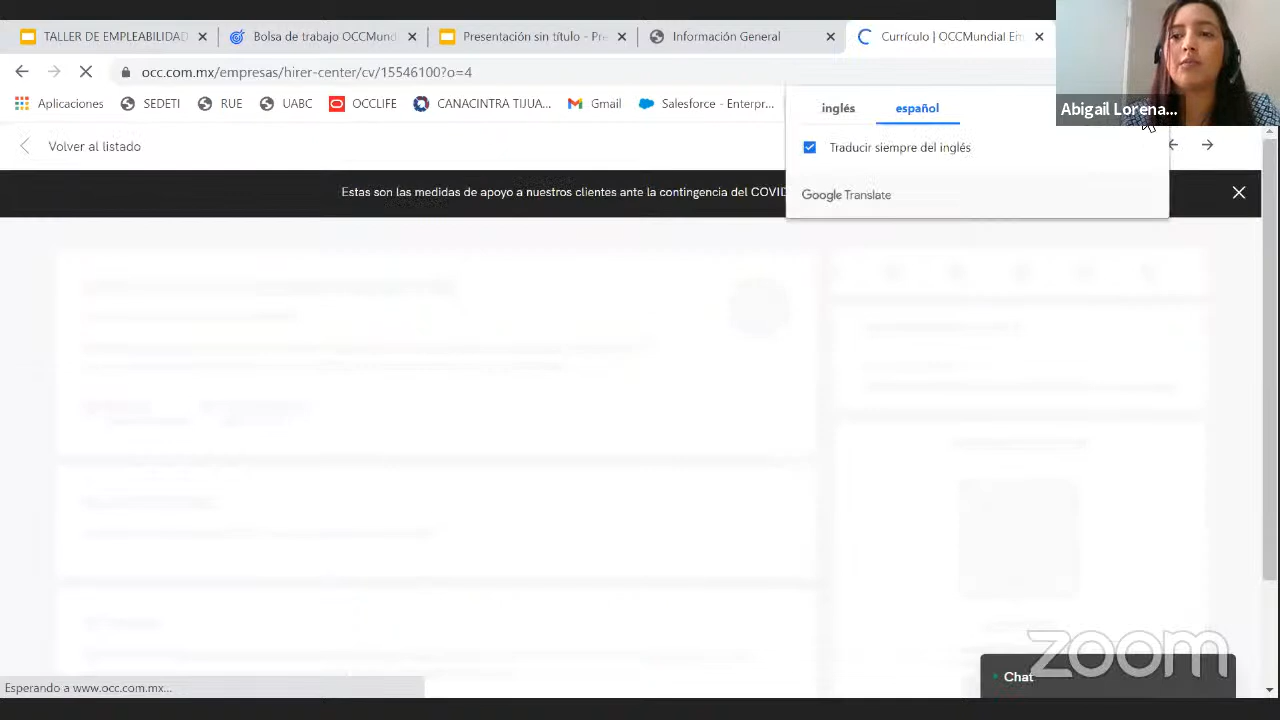 TALLER DE EMPLEABILIDAD
Bolsa de trabajo OCCMund
Presentación sin título - Pre
Información General
Currículo | OCCMundial Em
occ.com.mx/empresas/hirer-center/cv/15546100?o=4
Aplicaciones
SEDETI
RUE
UABC
OCCLIFE
CANACINTRA TIJUA...
Gmail
Salesforce - Enterpr...
inglés
español
Abigail Lorena...
Volver al listado
Traducir siempre del inglés
Estas son las medidas de apoyo a nuestros clientes ante la contingencia del COVID
Google Translate
zoom
Chat
Esperando a www.occ.com.mx...